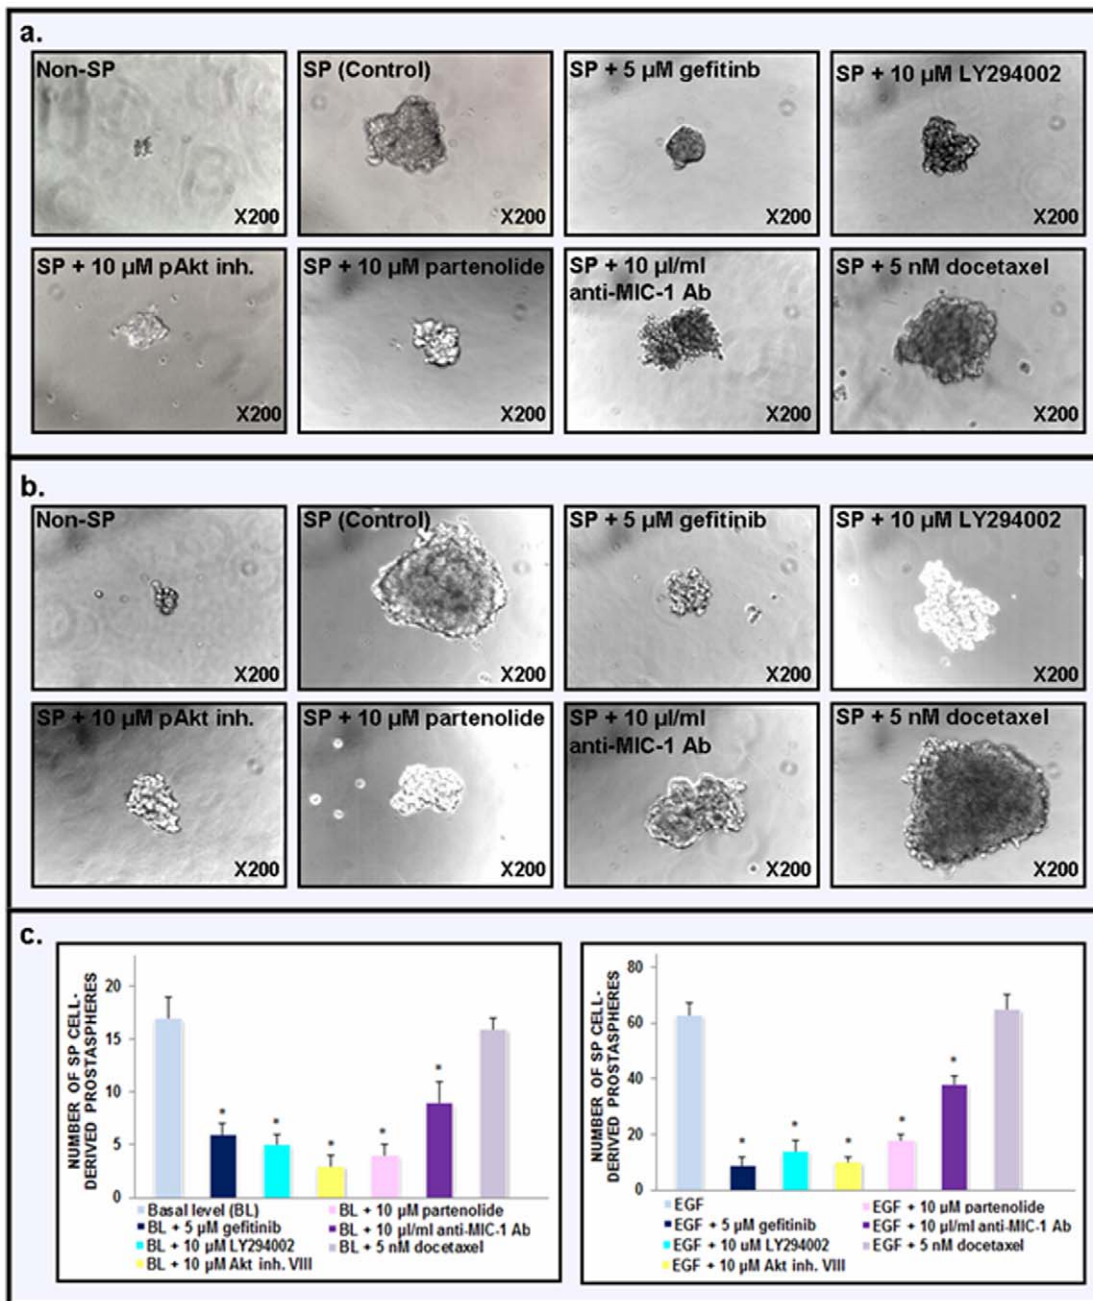 a.
Non-SP
X200
SP (Control)
X200
SP + 5 µM gefitinb
X200
SP + 10 µM LY294002
X200
SP + 10 µM pAkt inh.
X200
SP + 10 µM partenolide
X200
SP + 10 µl/ml
anti-MIC-1 Ab
X200
SP + 5 nM docetaxel
X200
b.
Non-SP
X200
SP (Control)
X200
SP + 5 µM gefitinib
X200
SP + 10 µM LY294002
X200
SP + 10 µM pAkt inh.
X200
SP + 10 µM partenolide
X200
SP + 10 µl/ml
anti-MIC-1 Ab
X200
SP + 5 nM docetaxel
X200
c.
NUMBER OF SP CELL-
DERIVED PROSTASPHERES
20
15
10
5
0
* * * * *
Basal level (BL)
BL + 5 µM gefitinib
BL + 10 µM LY294002
BL + 10 µM Akt inh. VIII
BL + 10 µM partenolide
BL + 10 µl/ml anti-MIC-1 Ab
BL + 5 nM docetaxel
NUMBER OF SP CELL-
DERIVED PROSTASPHERES
80
60
40
20
0
* * * * *
EGF
EGF + 5 µM gefitinib
EGF + 10 µM LY294002
EGF + 10 µM Akt inh. VIII
EGF + 10 µM partenolide
EGF + 10 µl/ml anti-MIC-1 Ab
EGF + 5 nM docetaxel